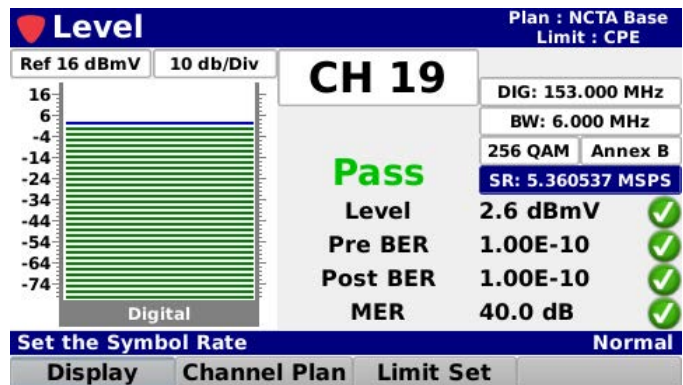 Level
Plan : NCTA Base
Limit : CPE
Ref 16 dBmV
10 db/Div
CH 19
16
6
-4
-14
-24
-34
-44
-54
-64
-74
Digital
DIG: 153.000 MHz
BW: 6.000 MHz
256 QAM Annex B
SR: 5.360537 MSPS
Pass
Level 2.6 dBmV
Pre BER 1.00E-10
Post BER 1.00E-10
MER 40.0 dB
Set the Symbol Rate Normal
Display Channel Plan Limit Set